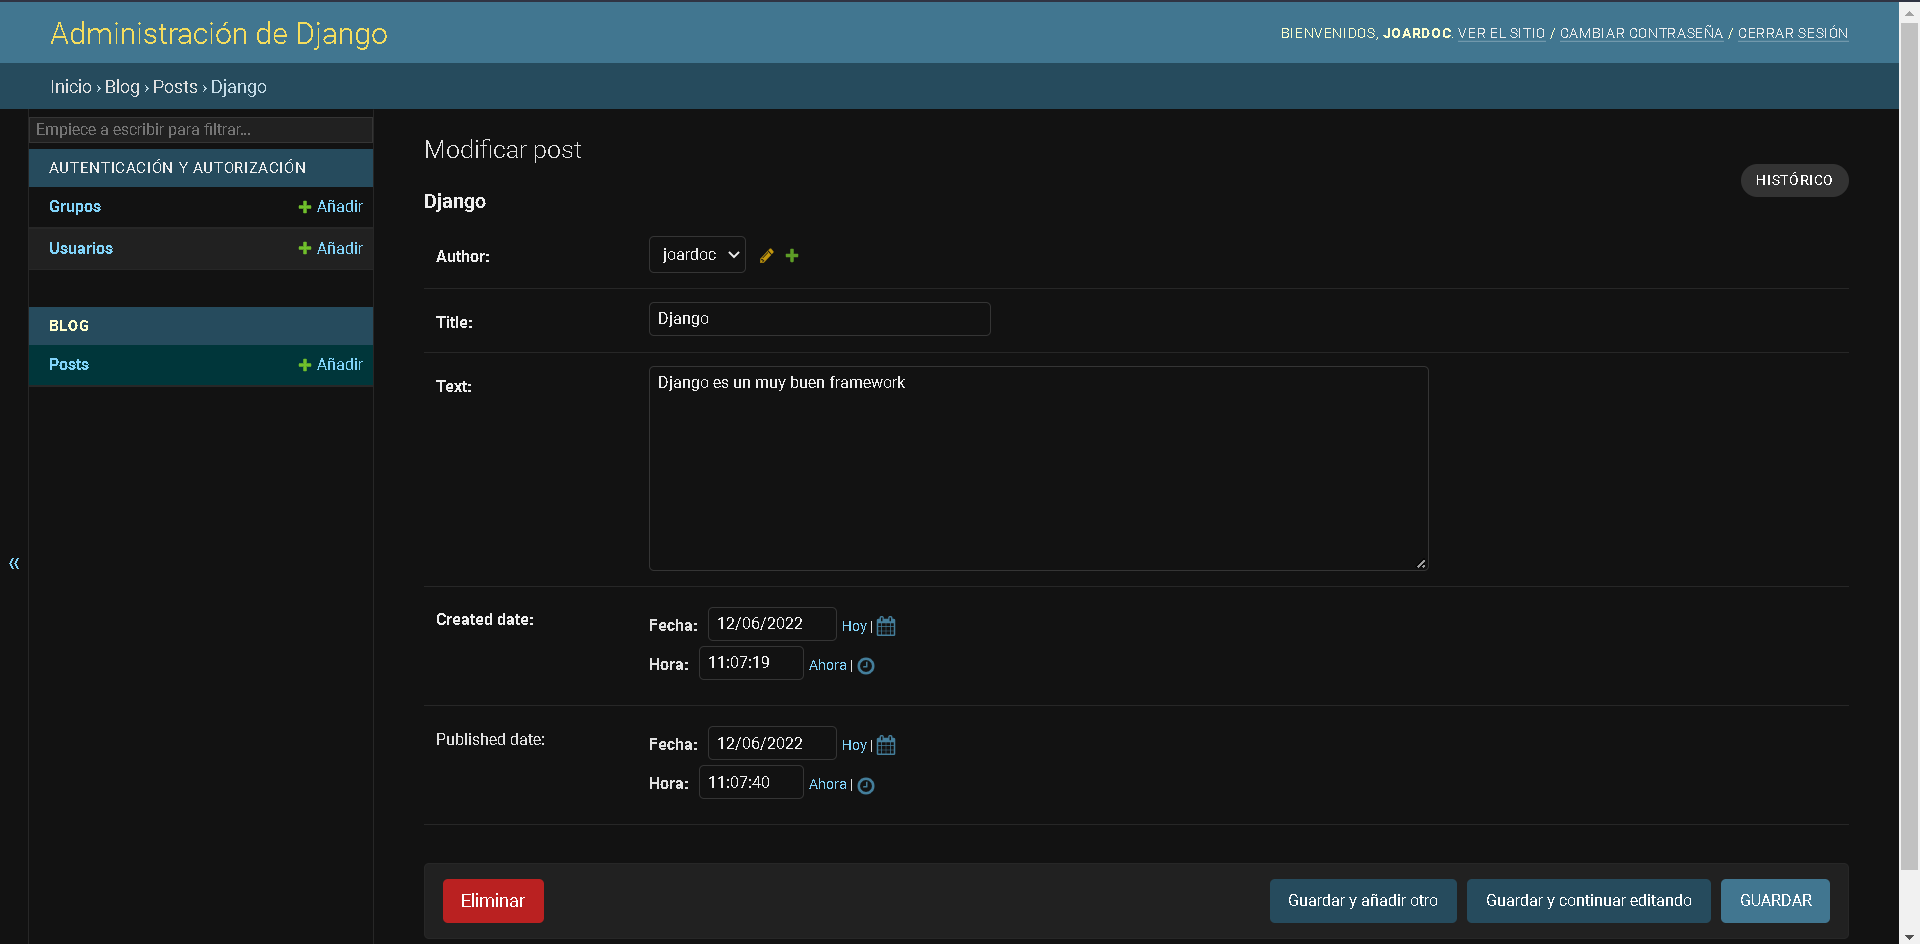 Administración de Django
BIENVENIDOS, JOARDOC. VER EL SITIO / CAMBIAR CONTRASEÑA / CERRAR SESIÓN
Inicio › Blog › Posts › Django
Empiece a escribir para filtrar...
AUTENTICACIÓN Y AUTORIZACIÓN
Grupos Añadir
Usuarios Añadir
BLOG
Posts Añadir
«
Modificar post
HISTÓRICO
Django
Author: joardoc
Title: Django
Text: Django es un muy buen framework
Created date: Fecha: 12/06/2022 Hoy |
Hora: 11:07:19 Ahora |
Published date: Fecha: 12/06/2022 Hoy |
Hora: 11:07:40 Ahora |
Eliminar Guardar y añadir otro Guardar y continuar editando GUARDAR